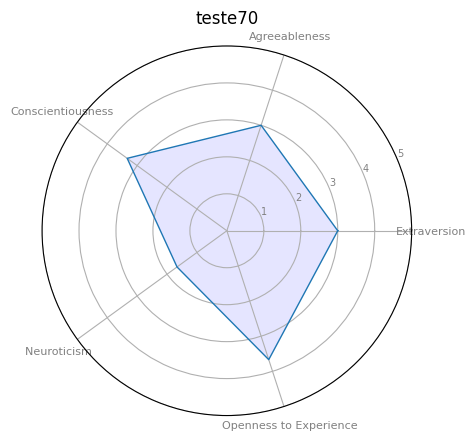 teste70
Agreeableness
Conscientiousness
5
4
3
2
1
Extraversion
Neuroticism
Openness to Experience